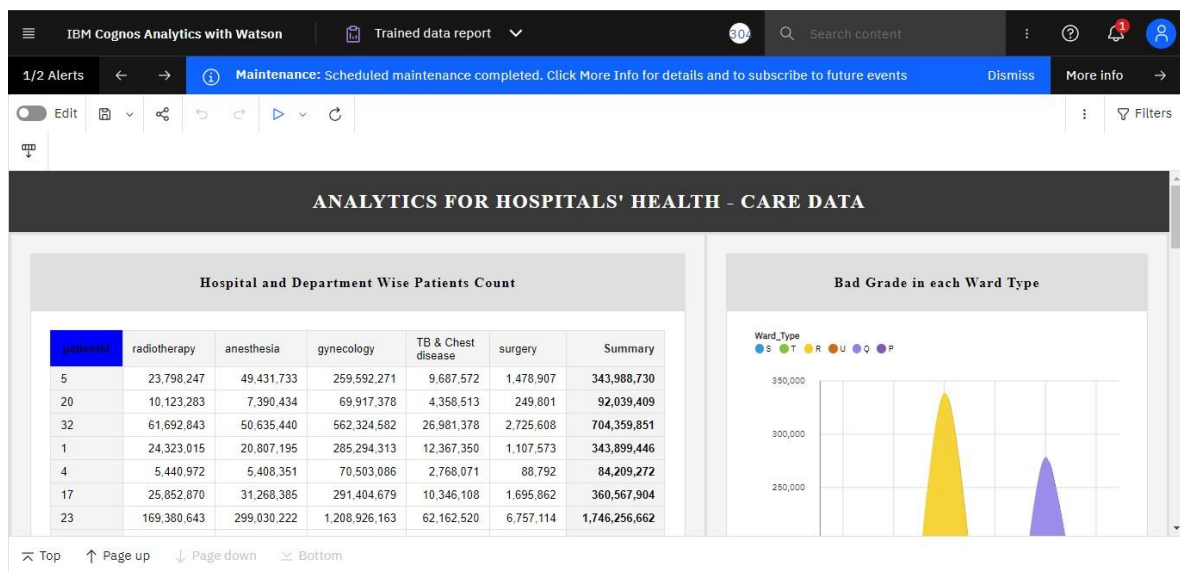 IBM Cognos Analytics with Watson
Trained data report
304
Search content
1
1/2 Alerts
Maintenance: Scheduled maintenance completed. Click More Info for details and to subscribe to future events
Dismiss
More info
Edit
Filters
ANALYTICS FOR HOSPITALS' HEALTH - CARE DATA
Hospital and Department Wise Patients Count
patientid radiotherapy anesthesia gynecology TB & Chest disease surgery Summary
5 23,798,247 49,431,733 259,592,271 9,687,572 1,478,907 343,988,730
20 10,123,283 7,390,434 69,917,378 4,358,513 249,801 92,039,409
32 61,692,843 50,635,440 562,324,582 26,981,378 2,725,608 704,359,851
1 24,323,015 20,807,195 285,294,313 12,367,350 1,107,573 343,899,446
4 5,440,972 5,408,351 70,503,086 2,768,071 88,792 84,209,272
17 25,852,870 31,268,385 291,404,679 10,346,108 1,695,862 360,567,904
23 169,380,643 299,030,222 1,208,926,163 62,162,520 6,757,114 1,746,256,662
Bad Grade in each Ward Type
Ward_Type
S T R U Q P
350,000
300,000
250,000
Top Page up Page down Bottom